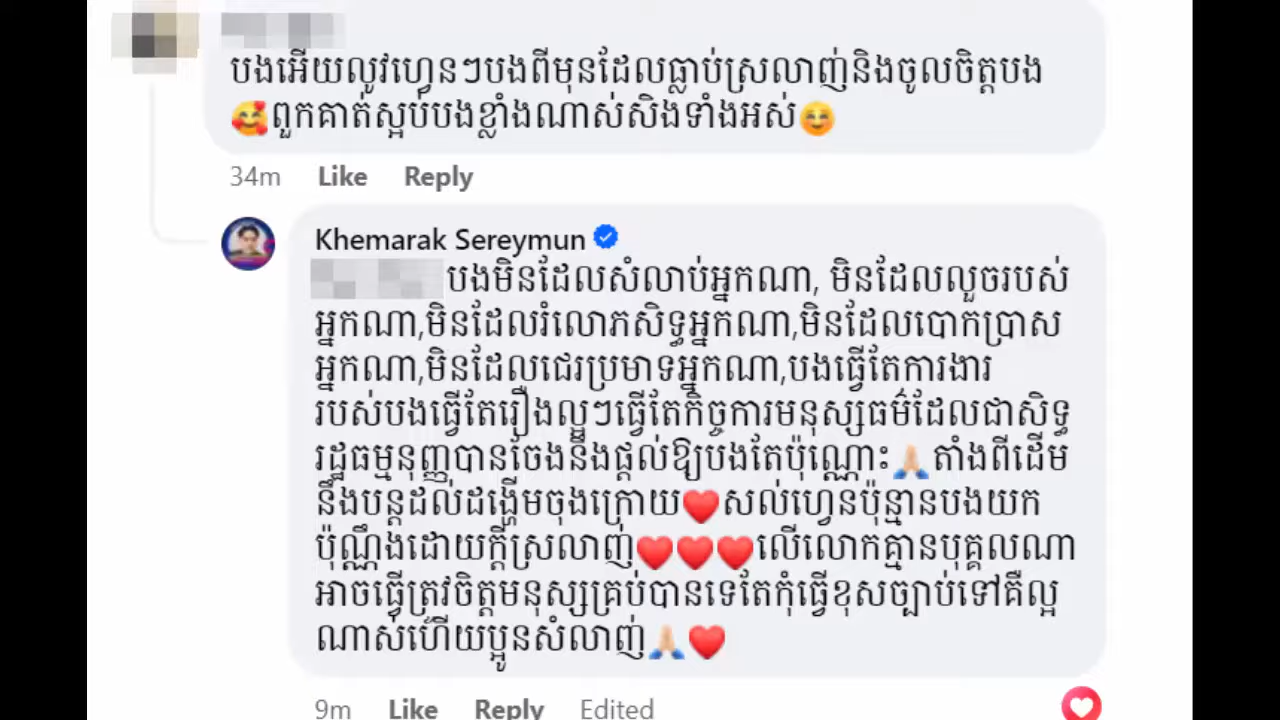 បងអើយលូវហ្វេនៗបងពីមុនដែលធ្លាប់ស្រលាញ់និងចូលចិត្តបង
🥰ពួកគាត់ស្អប់បងខ្លាំងណាស់សិងទាំងអស់☺️
34m Like Reply
Khemarak Sereymun
បងមិនដែលសំលាប់អ្នកណា, មិនដែលលួចរបស់
អ្នកណា,មិនដែលរំលោភសិទ្ធអ្នកណា,មិនដែលបោកប្រាស
អ្នកណា,មិនដែលជេរប្រមាទអ្នកណា,បងធ្វើតែការងារ
របស់បងធ្វើតែរឿងល្អៗធ្វើតែកិច្ចការមនុស្សធម៌ដែលជាសិទ្ធ
រដ្ឋធម្មនុញ្ញបានចែងនឹងផ្តល់ឱ្យបងតែប៉ុណ្ណោះ🙏🏻តាំងពីដើម
នឹងបន្តដល់ដង្ហើមចុងក្រោយ❤️សល់ហ្វេនប៉ុន្មានបងយក
ប៉ុណ្ណឹងដោយក្តីស្រលាញ់❤️❤️❤️លើលោកគ្មានបុគ្គលណា
អាចធ្វើត្រវចិត្តមនុស្សគ្រប់បានទេតែកុំធ្វើខុសច្បាប់ទៅគឺល្អ
ណាស់ហើយប្អូនសំលាញ់🙏🏻❤️
9m Like Reply Edited